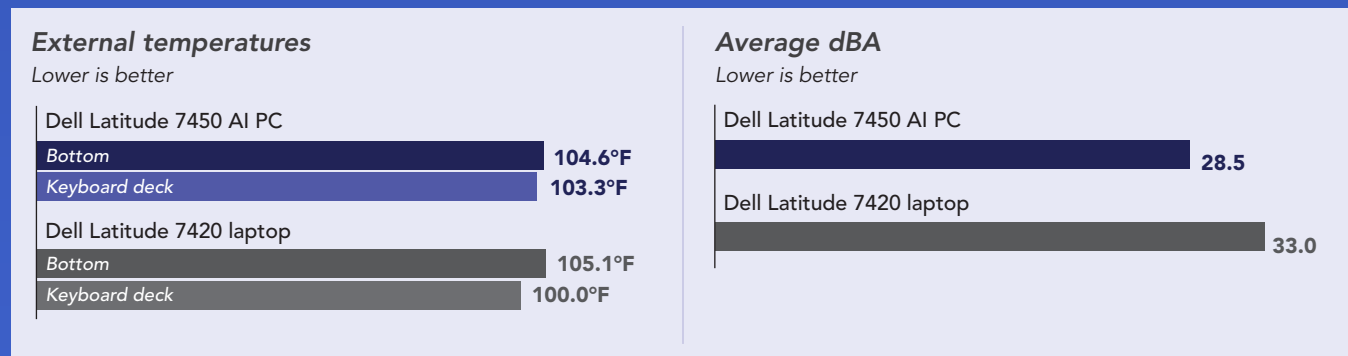 External temperatures
Lower is better
Dell Latitude 7450 AI PC
Bottom
104.6°F
Keyboard deck
103.3°F
Dell Latitude 7420 laptop
Bottom
105.1°F
Keyboard deck
100.0°F
Average dBA
Lower is better
Dell Latitude 7450 AI PC
28.5
Dell Latitude 7420 laptop
33.0